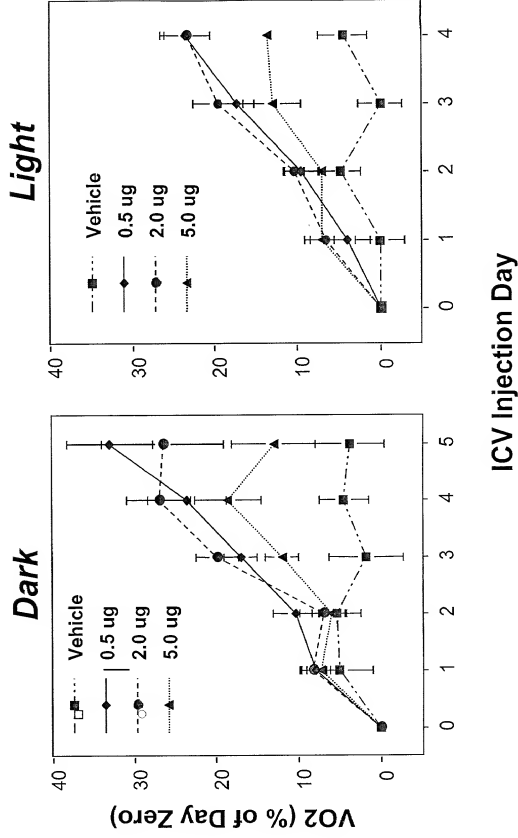 Dark
Vehicle
0.5 ug
2.0 ug
5.0 ug
40
30
20
10
0
0 1 2 3 4 5
VO2 (% of Day Zero)
Light
Vehicle
0.5 ug
2.0 ug
5.0 ug
40
30
20
10
0
0 1 2 3 4
ICV Injection Day